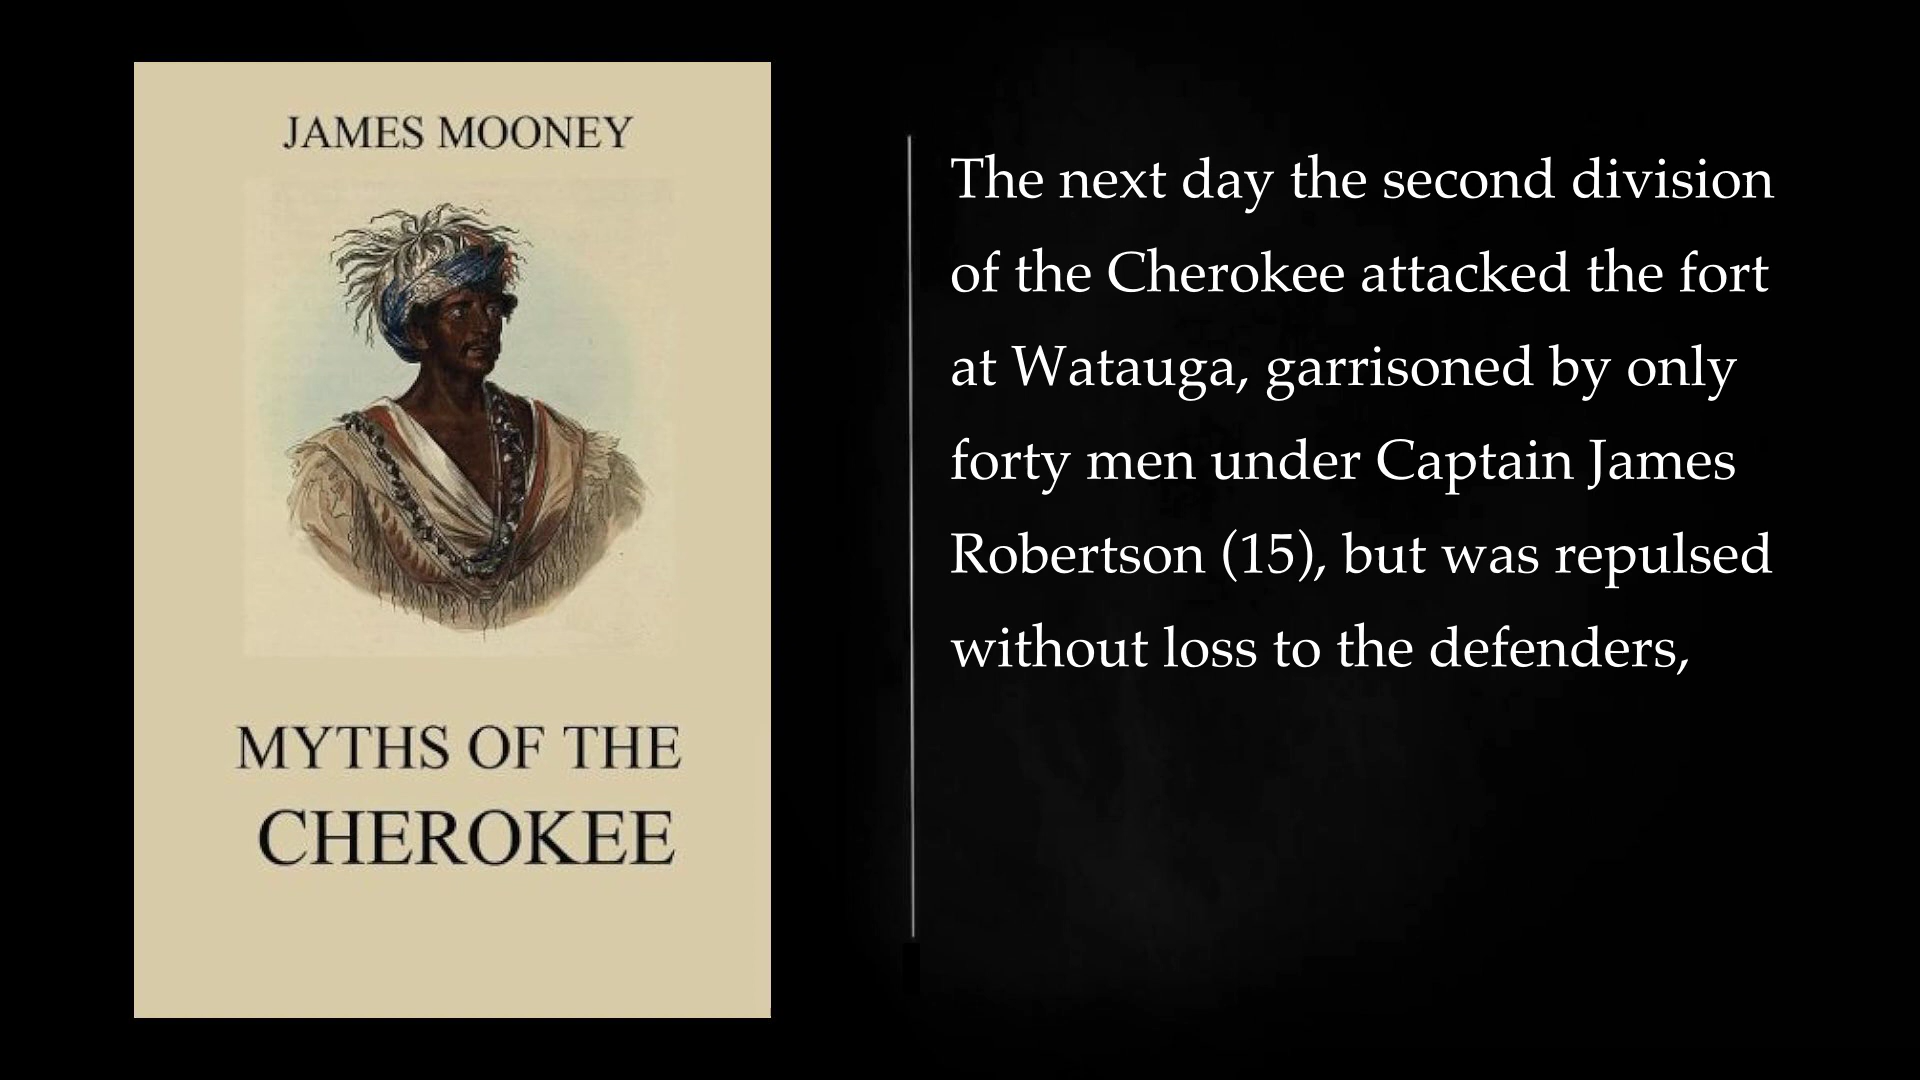 JAMES MOONEY
MYTHS OF THE
CHEROKEE
The next day the second division
of the Cherokee attacked the fort
at Watauga, garrisoned by only
forty men under Captain James
Robertson (15), but was repulsed
without loss to the defenders,